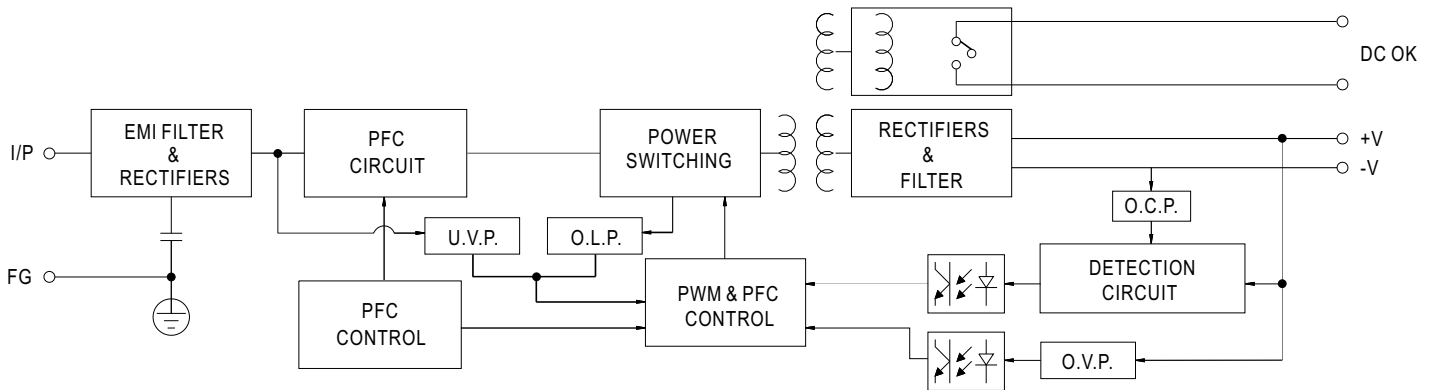 DC OK
I/P
EMI FILTER
&
RECTIFIERS
PFC
CIRCUIT
POWER
SWITCHING
RECTIFIERS
&
FILTER
+V
-V
O.C.P.
U.V.P.
O.L.P.
FG
PFC
CONTROL
PWM & PFC
CONTROL
DETECTION
CIRCUIT
O.V.P.